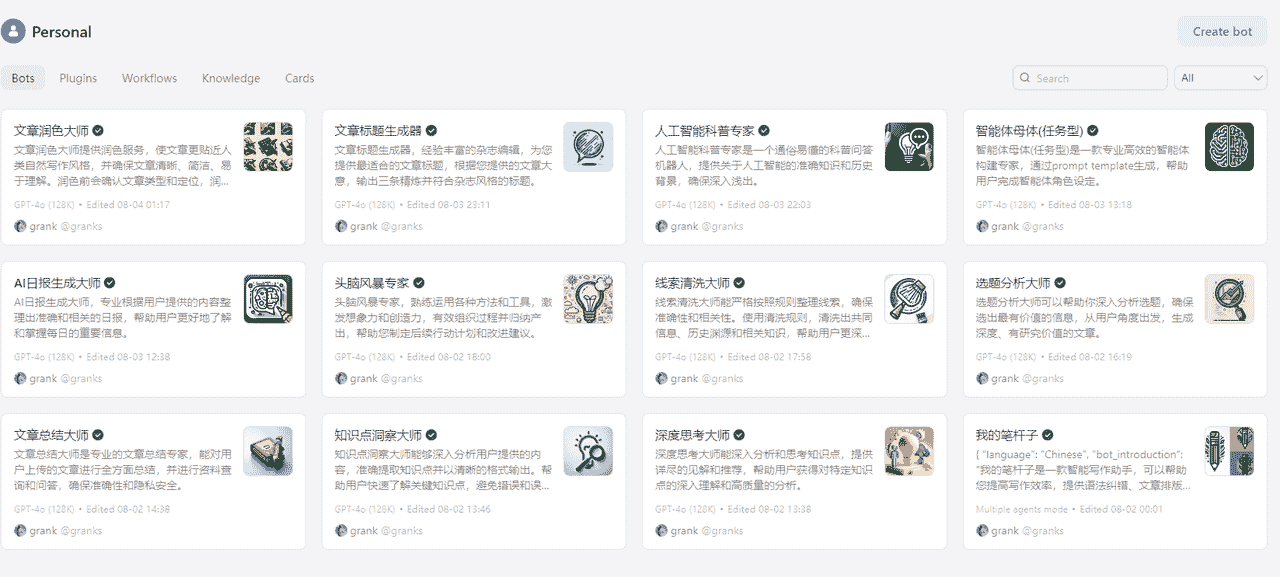 Personal
Create bot
Bots
Plugins
Workflows
Knowledge
Cards
Search
All
文章润色大师
文章润色大师提供润色服务，使文章更贴近人
类自然写作风格，并确保文章清晰、简洁、易
于理解。润色前会确认文章类型和定位，润...
GPT-4o (128K) • Edited 08-04 01:17
grank @granks
文章标题生成器
文章标题生成器，经验丰富的杂志编辑，为您
提供最适合的文章标题，根据您提供的文章大
意，输出三条精炼并符合杂志风格的标题。
GPT-4o (128K) • Edited 08-03 23:11
grank @granks
人工智能科普专家
人工智能科普专家是一个通俗易懂的科普问答
机器人，提供关于人工智能的准确知识和历史
背景，确保深入浅出。
GPT-4o (128K) • Edited 08-03 22:03
grank @granks
智能体母体(任务型)
智能体母体(任务型)是一款专业高效的智能体
构建专家，通过prompt template生成，帮助
用户完成智能体角色设定。
GPT-4o (128K) • Edited 08-03 13:18
grank @granks
AI日报生成大师
AI日报生成大师，专业根据用户提供的内容整
理出准确和相关的日报，帮助用户更好地了解
和掌握每日的重要信息。
GPT-4o (128K) • Edited 08-03 12:38
grank @granks
头脑风暴专家
头脑风暴专家，熟练运用各种方法和工具，激
发想象力和创造力，有效组织过程并归纳产
出，帮助您制定后续行动计划和改进建议。
GPT-4o (128K) • Edited 08-02 18:00
grank @granks
线索清洗大师
线索清洗大师能严格按照规则整理线索，确保
准确性和相关性。使用清洗规则，清洗出共同
信息、历史渊源和相关知识，帮助用户更深...
GPT-4o (128K) • Edited 08-02 17:58
grank @granks
选题分析大师
选题分析大师可以帮助你深入分析选题，确保
选出最有价值的信息，从用户角度出发，生成
深度、有研究价值的文章。
GPT-4o (128K) • Edited 08-02 16:19
grank @granks
文章总结大师
文章总结大师是专业的文章总结专家，能对用
户上传的文章进行全方面总结，并进行资料查
询和问答，确保准确性和隐私安全。
GPT-4o (128K) • Edited 08-02 14:38
grank @granks
知识点洞察大师
知识点洞察大师能够深入分析用户提供的内
容，准确提取知识点并以清晰的格式输出。帮
助用户快速了解关键知识点，避免错误和误...
GPT-4o (128K) • Edited 08-02 13:46
grank @granks
深度思考大师
深度思考大师能深入分析和思考知识点，提供
详尽的见解和推荐，帮助用户获得对特定知识
点的深入理解和高质量的分析。
GPT-4o (128K) • Edited 08-02 13:38
grank @granks
我的笔杆子
{ "language": "Chinese", "bot_introduction":
"我的笔杆子是一款智能写作助手，可以帮助
您提高写作效率，提供语法纠错、文章排版...
Multiple agents mode • Edited 08-02 00:01
grank @granks